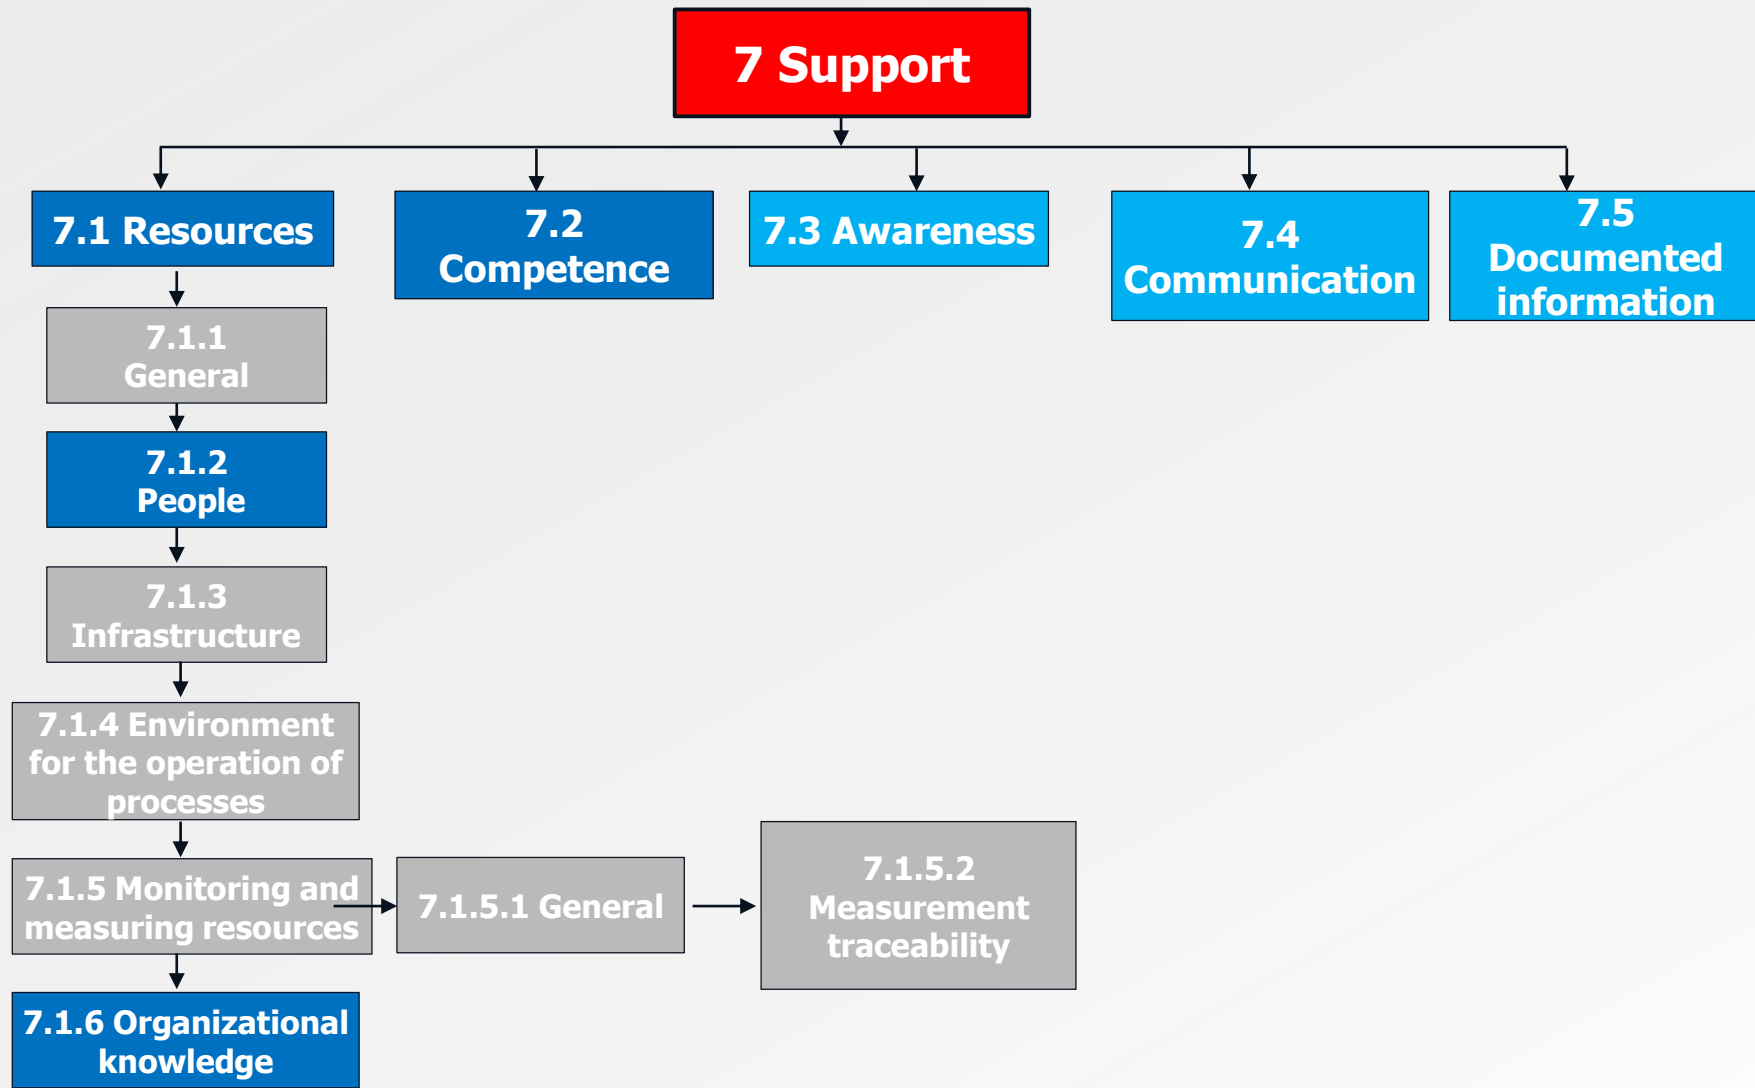 7 Support
7.1 Resources
7.2
Competence
7.3 Awareness
7.4
Communication
7.5
Documented
information
7.1.1
General
7.1.2
People
7.1.3
Infrastructure
7.1.4 Environment
for the operation of
processes
7.1.5 Monitoring and
measuring resources
7.1.5.1 General
7.1.5.2
Measurement
traceability
7.1.6 Organizational
knowledge